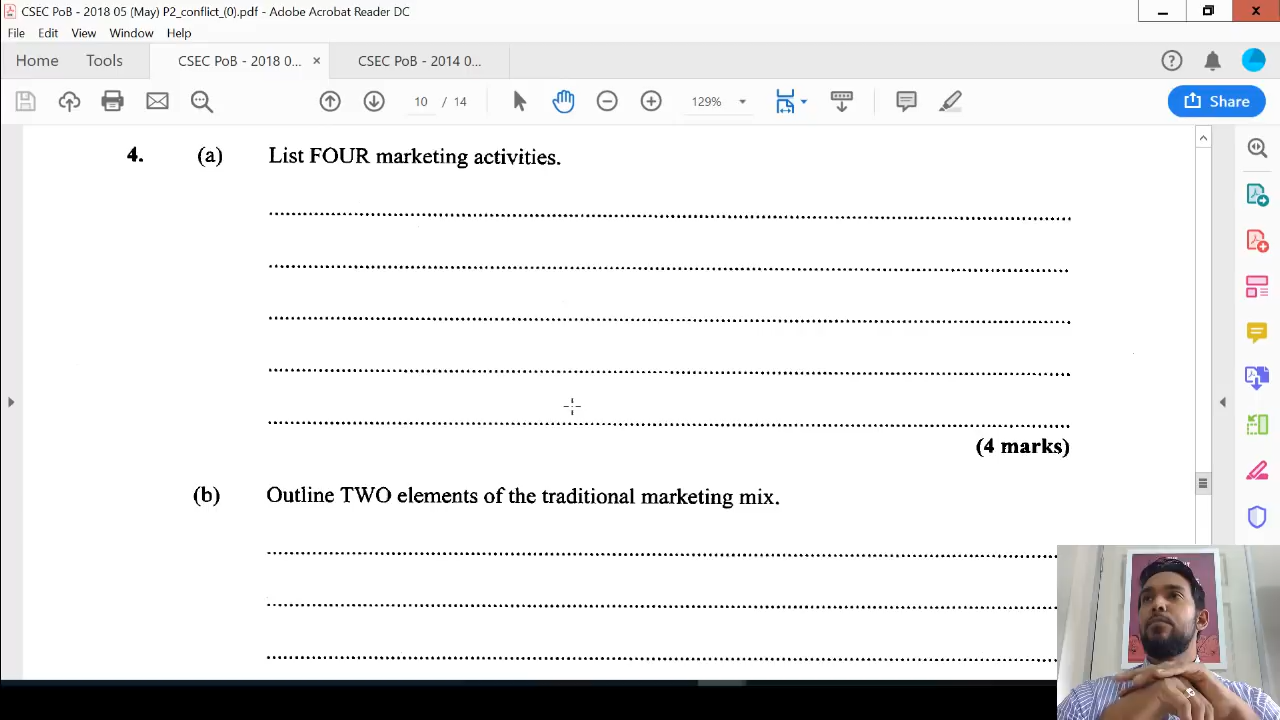 CSEC PoB - 2018 05 (May) P2_conflict_(0).pdf - Adobe Acrobat Reader DC
File Edit View Window Help
Home Tools CSEC PoB - 2018 0... × CSEC PoB - 2014 0...
10 / 14 129% Share
4. (a) List FOUR marketing activities.
(4 marks)
(b) Outline TWO elements of the traditional marketing mix.